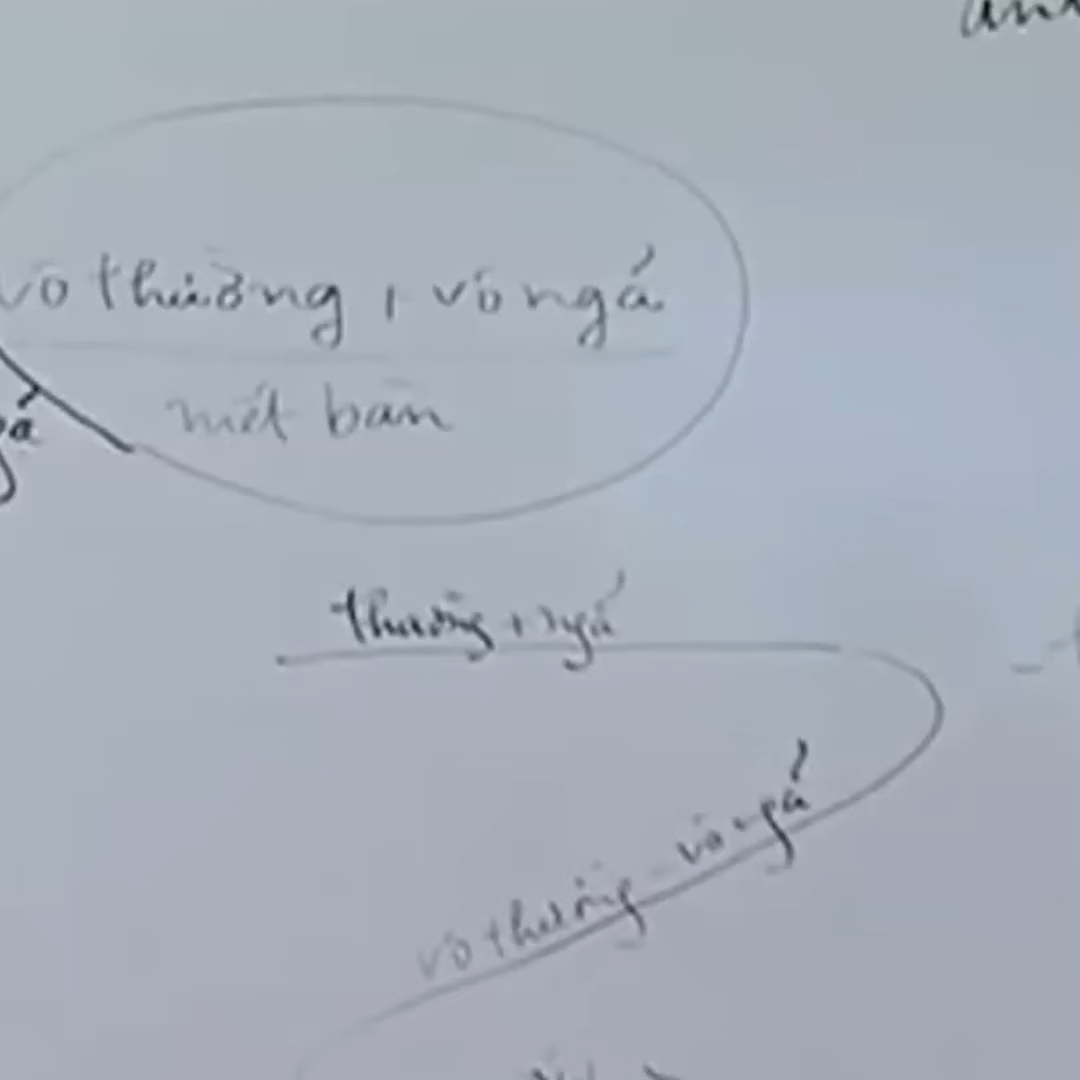 vô thường, vô ngã
niết bàn
thường, ngã
vô thường - vô ngã